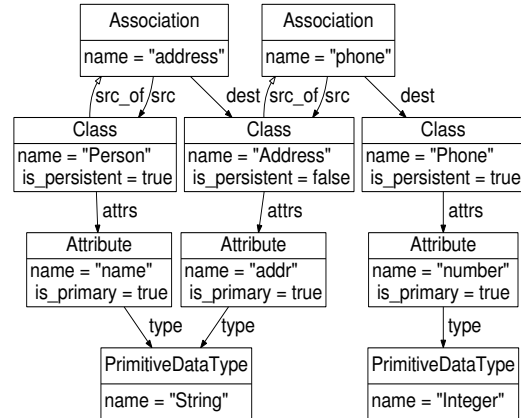 Association
name = "address"
Association
name = "phone"
src_of
src
dest
src_of
src
dest
Class
name = "Person"
is_persistent = true
Class
name = "Address"
is_persistent = false
Class
name = "Phone"
is_persistent = true
attrs
attrs
attrs
Attribute
name = "name"
is_primary = true
Attribute
name = "addr"
is_primary = true
Attribute
name = "number"
is_primary = true
type
type
type
PrimitiveDataType
name = "String"
PrimitiveDataType
name = "Integer"